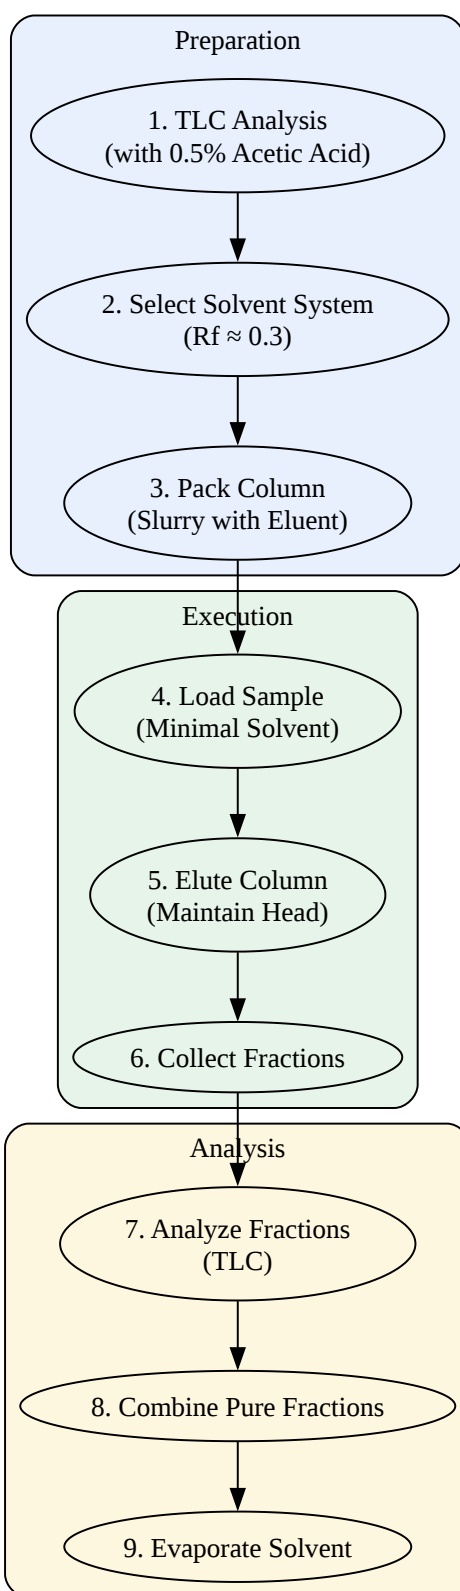 Preparation
1. TLC Analysis
(with 0.5% Acetic Acid)
2. Select Solvent System
(Rf ≈ 0.3)
3. Pack Column
(Slurry with Eluent)
Execution
4. Load Sample
(Minimal Solvent)
5. Elute Column
(Maintain Head)
6. Collect Fractions
Analysis
7. Analyze Fractions
(TLC)
8. Combine Pure Fractions
9. Evaporate Solvent